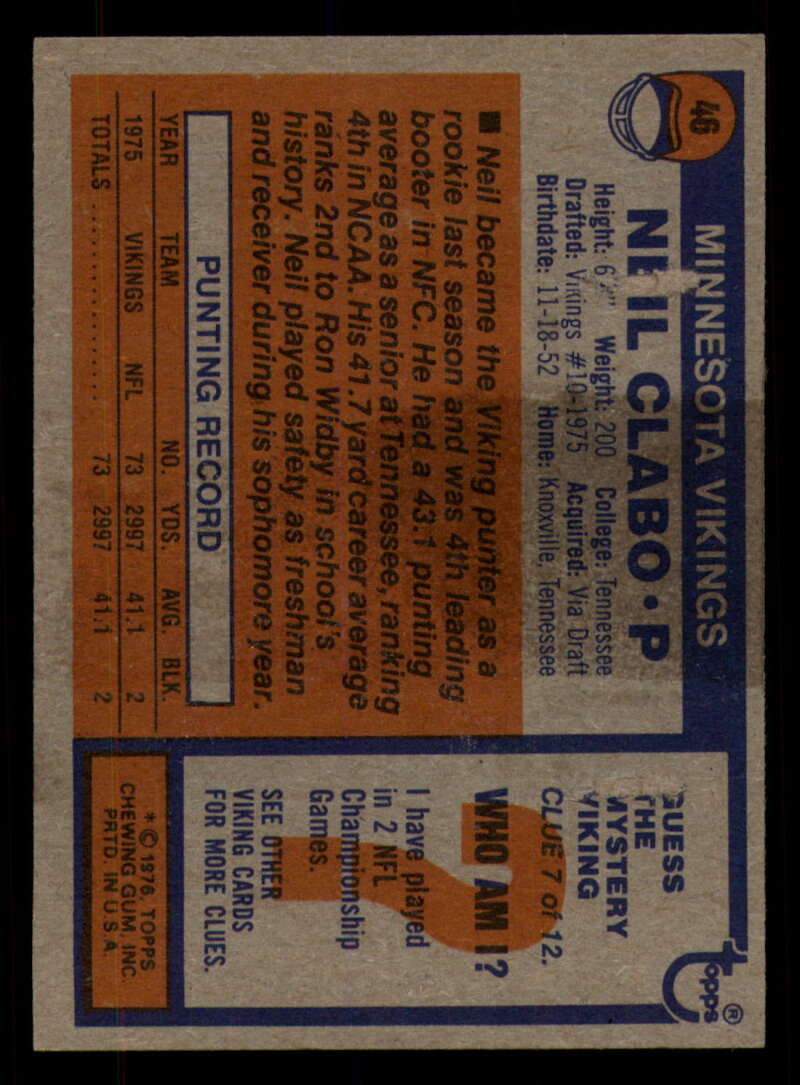 46
MINNESOTA VIKINGS
NEIL CLABO • P
Height: 6'2" Weight: 200 College: Tennessee
Drafted: Vikings #10-1975 Acquired: Via Draft
Birthdate: 11-18-52 Home: Knoxville, Tennessee
■ Neil became the Viking punter as a
rookie last season and was 4th leading
booter in NFC. He had a 43.1 punting
average as a senior at Tennessee, ranking
4th in NCAA. His 41.7 yard career average
ranks 2nd to Ron Widby in school's
history. Neil played safety as freshman
and receiver during his sophomore year.
PUNTING RECORD
YEAR TEAM NO. YDS. AVG. BLK.
1975 VIKINGS NFL 73 2997 41.1 2
TOTALS .............. 73 2997 41.1 2
topps®
GUESS
THE
MYSTERY
VIKING
CLUE 7 of 12.
WHO AM I?
I have played
in 2 NFL
Championship
Games.
SEE OTHER
VIKING CARDS
FOR MORE CLUES.
* © 1976, TOPPS
CHEWING GUM, INC.
PRTD. IN U.S.A.